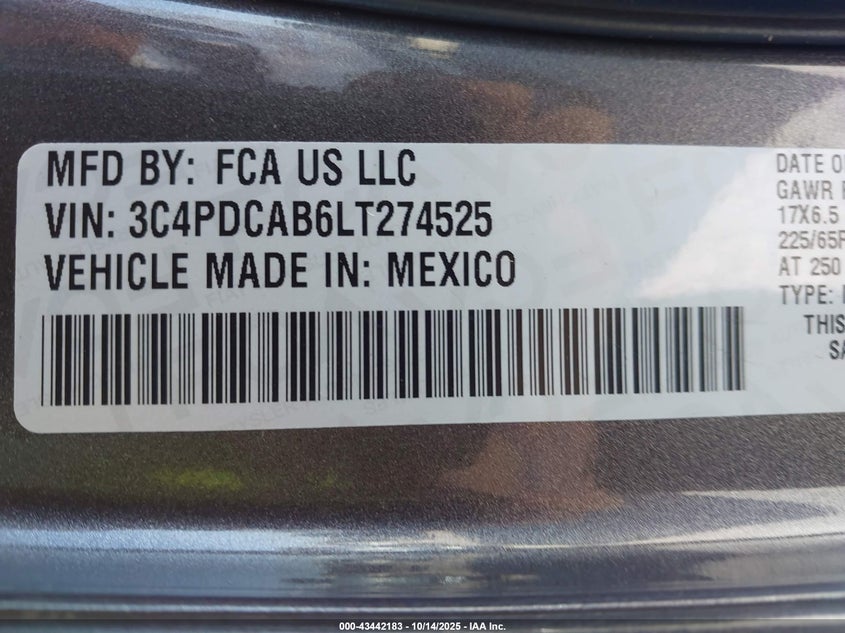 MFD BY: FCA US LLC
VIN: 3C4PDCAB6LT274525
VEHICLE MADE IN: MEXICO
DATE O
GAWR
17X6.5
225/65
AT 250
TYPE:
THIS
SA
000-43442183 - 10/14/2025 - IAA Inc.